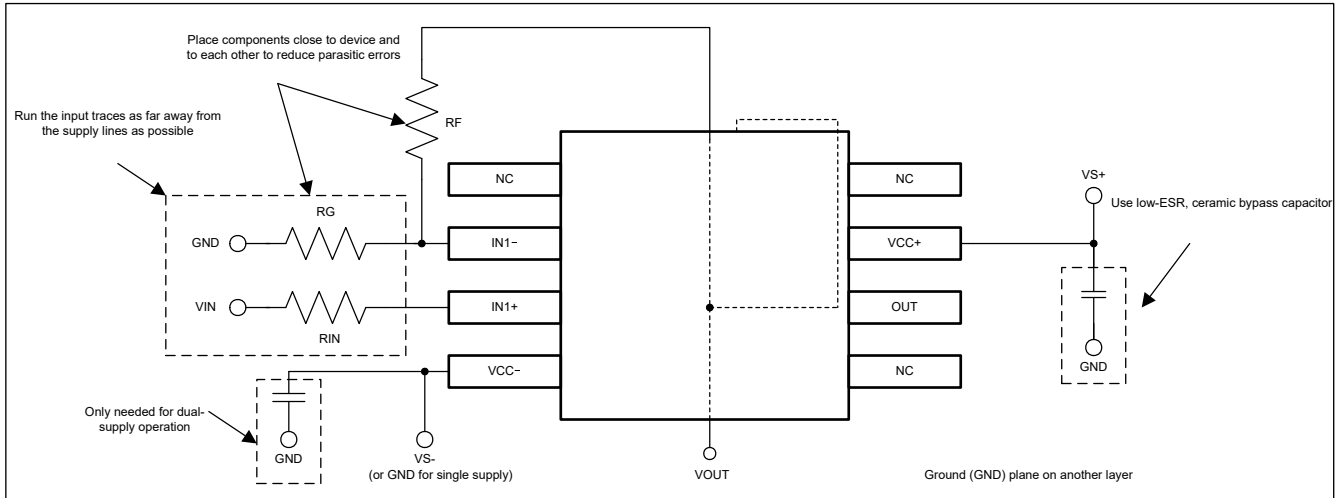 Place components close to device and
to each other to reduce parasitic errors
Run the input traces as far away from
the supply lines as possible
RF
NC
NC
VS+
Use low-ESR, ceramic bypass capacitor
RG
GND
IN1−
VCC+
VIN
IN1+
OUT
RIN
GND
VCC−
NC
Only needed for dual-
supply operation
GND
VS-
(or GND for single supply)
VOUT
Ground (GND) plane on another layer